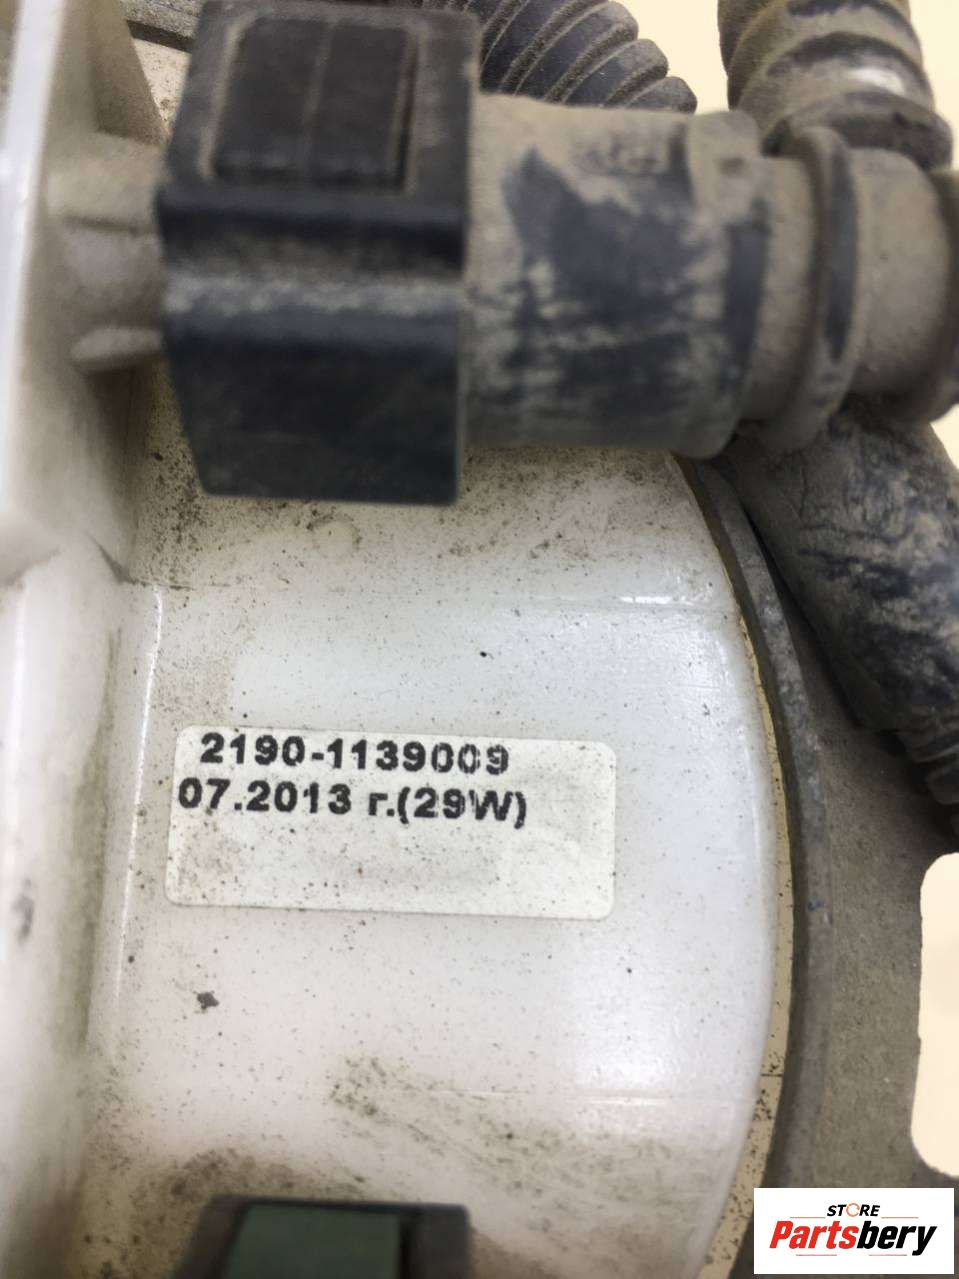 2190-1139009
07.2013 г.(29W)
STORE
Partsbery